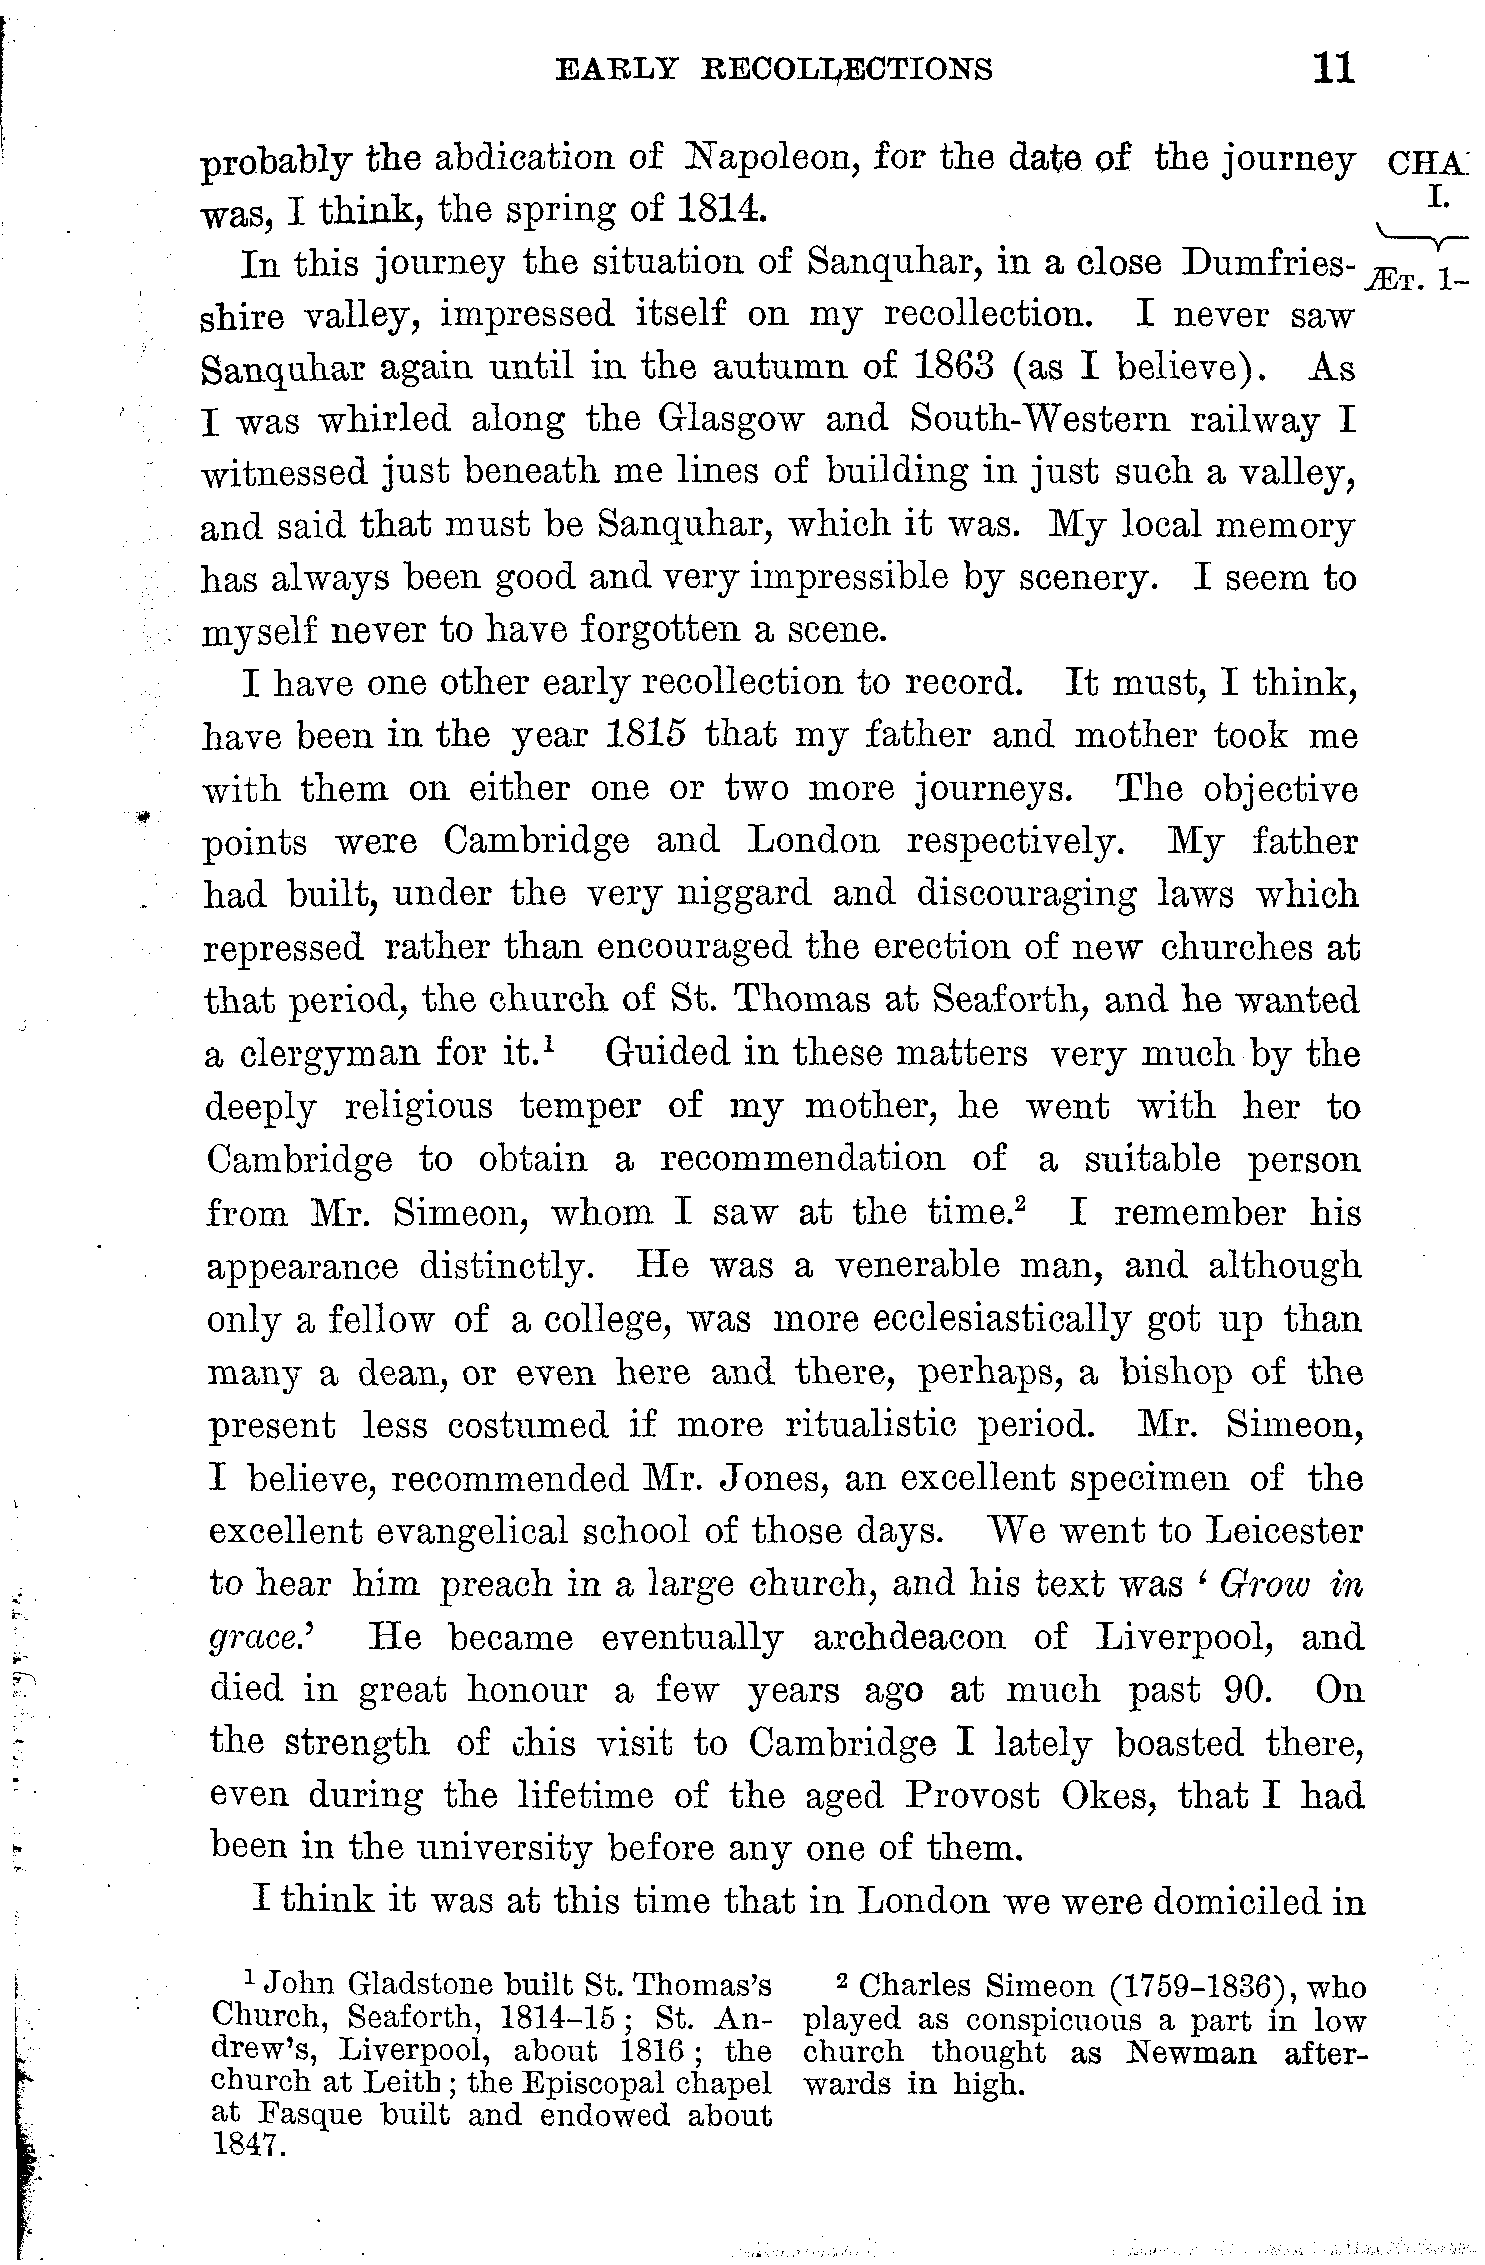 EARLY RECOLLECTIONS 11
probably the abdication of Napoleon, for the date of the journey
was, I think, the spring of 1814.
CHA
I.
ÆT. 1–
In this journey the situation of Sanquhar, in a close Dumfries-
shire valley, impressed itself on my recollection. I never saw
Sanquhar again until in the autumn of 1863 (as I believe). As
I was whirled along the Glasgow and South-Western railway I
witnessed just beneath me lines of building in just such a valley,
and said that must be Sanquhar, which it was. My local memory
has always been good and very impressible by scenery. I seem to
myself never to have forgotten a scene.
I have one other early recollection to record. It must, I think,
have been in the year 1815 that my father and mother took me
with them on either one or two more journeys. The objective
points were Cambridge and London respectively. My father
had built, under the very niggard and discouraging laws which
repressed rather than encouraged the erection of new churches at
that period, the church of St. Thomas at Seaforth, and he wanted
a clergyman for it.¹ Guided in these matters very much by the
deeply religious temper of my mother, he went with her to
Cambridge to obtain a recommendation of a suitable person
from Mr. Simeon, whom I saw at the time.² I remember his
appearance distinctly. He was a venerable man, and although
only a fellow of a college, was more ecclesiastically got up than
many a dean, or even here and there, perhaps, a bishop of the
present less costumed if more ritualistic period. Mr. Simeon,
I believe, recommended Mr. Jones, an excellent specimen of the
excellent evangelical school of those days. We went to Leicester
to hear him preach in a large church, and his text was ‘Grow in
grace.’ He became eventually archdeacon of Liverpool, and
died in great honour a few years ago at much past 90. On
the strength of this visit to Cambridge I lately boasted there,
even during the lifetime of the aged Provost Okes, that I had
been in the university before any one of them.
I think it was at this time that in London we were domiciled in
¹ John Gladstone built St. Thomas's
Church, Seaforth, 1814–15; St. An-
drew's, Liverpool, about 1816; the
church at Leith; the Episcopal chapel
at Fasque built and endowed about
1847.
² Charles Simeon (1759–1836), who
played as conspicuous a part in low
church thought as Newman after-
wards in high.